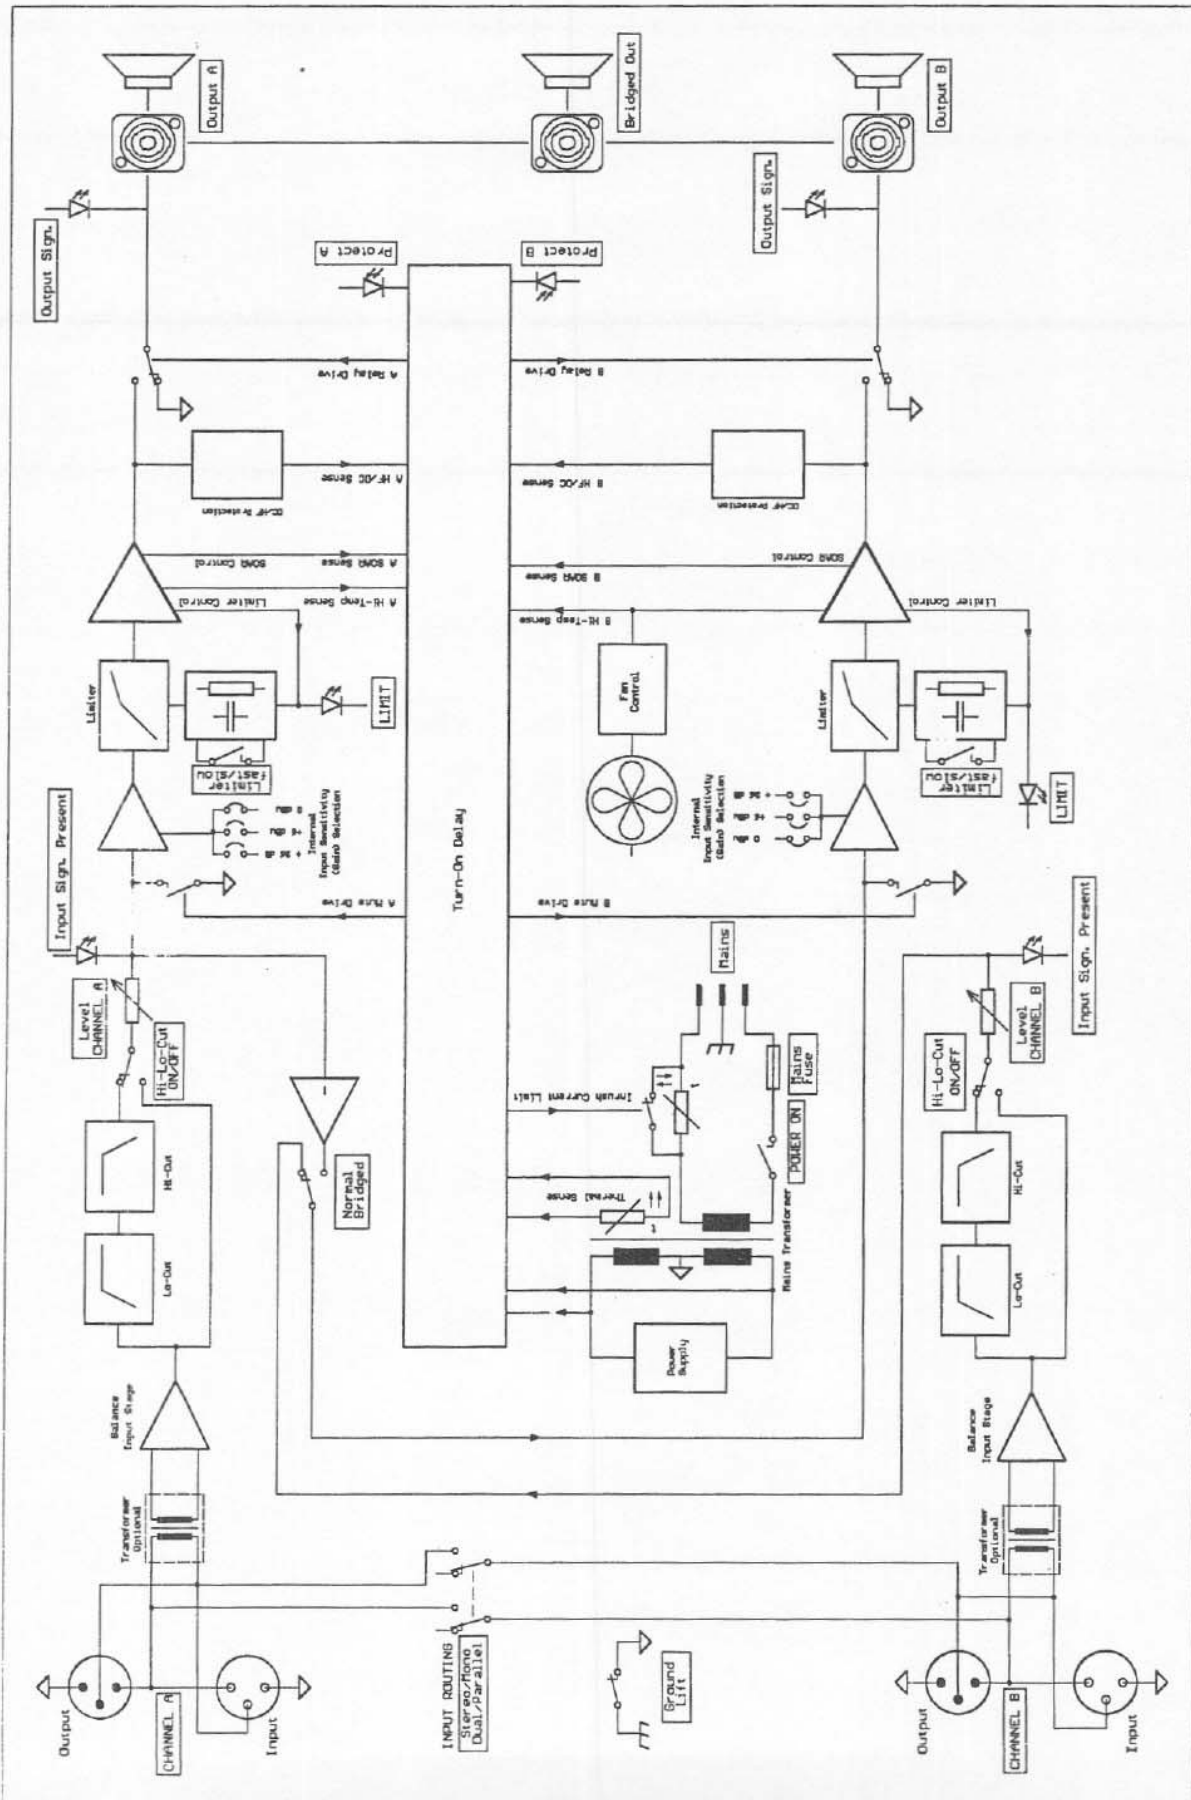 Output A
Bridged Out
Output B
Output Sign.
Output Sign.
Protect A
Protect B
A Relay Drive
B Relay Drive
A HF/DC Sense
B HF/DC Sense
DC/HF Protection
DC/HF Protection
SOAR Control
A SOAR Sense
B SOAR Sense
SOAR Control
Limiter Control
A Hi-Temp Sense
B Hi-Temp Sense
Limiter Control
Limiter
Limiter
Fan
Control
LIMIT
LIMIT
Limiter
fast/slow
Limiter
fast/slow
Internal
Input Sensitivity
(Gain) Selection
0 dBu
Internal
Input Sensitivity
(Gain) Selection
0 dBu
Turn-On Delay
Input Sign. Present
A Mute Drive
B Mute Drive
Mains
Input Sign. Present
Level
CHANNEL A
Level
CHANNEL B
Hi-Lo-Cut
ON/OFF
Hi-Lo-Cut
ON/OFF
Inrush Current Limit
t
Mains
Fuse
POWER ON
Hi-Cut
Hi-Cut
Normal
Bridged
Thermal Sense
t
Mains Transformer
Lo-Cut
Lo-Cut
Power
Supply
Balance
Input Stage
Balance
Input Stage
Transformer
Optional
Transformer
Optional
INPUT ROUTING
Stereo/Mono
Dual/Parallel
Ground
Lift
Output
CHANNEL A
Input
Output
CHANNEL B
Input